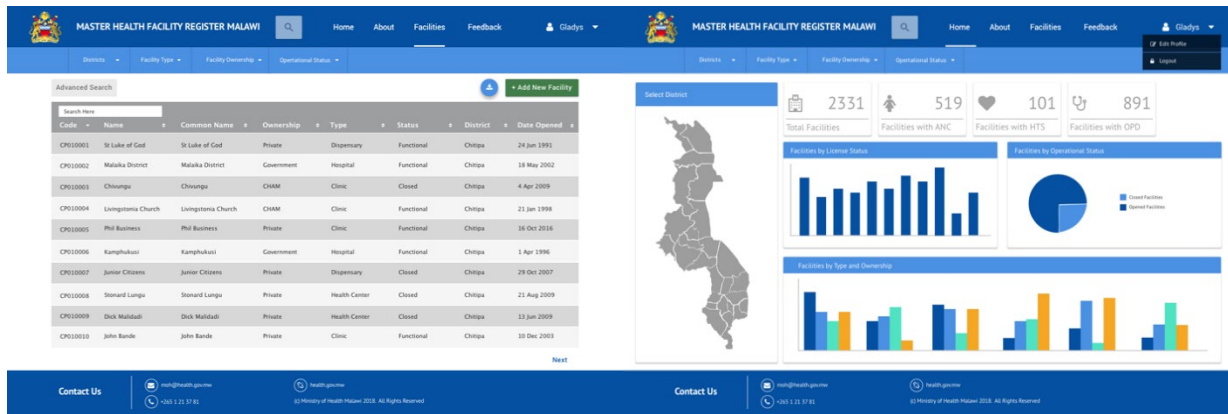 MASTER HEALTH FACILITY REGISTER MALAWI Home About Facilities Feedback Gladys
Districts Facility Type Facility Ownership Opertational Status
Advanced Search + Add New Facility
Search Here
Code Name Common Name Ownership Type Status District Date Opened
CP010001 St Luke of God St Luke of God Private Dispensary Functional Chitipa 24 Jun 1991
CP010002 Malaika District Malaika District Government Hospital Functional Chitipa 18 May 2002
CP010003 Chivungu Chivungu CHAM Clinic Closed Chitipa 4 Apr 2009
CP010004 Livingstonia Church Livingstonia Church CHAM Clinic Functional Chitipa 21 Jan 1998
CP010005 Phil Business Phil Business Private Clinic Functional Chitipa 16 Oct 2016
CP010006 Kamphukusi Kamphukusi Government Hospital Functional Chitipa 1 Apr 1996
CP010007 Junior Citizens Junior Citizens Private Dispensary Closed Chitipa 29 Oct 2007
CP010008 Stonard Lungu Stonard Lungu Private Health Center Closed Chitipa 21 Aug 2009
CP010009 Dick Malidadi Dick Malidadi Private Health Center Closed Chitipa 13 Jun 2009
CP010010 John Bande John Bande Private Clinic Functional Chitipa 10 Dec 2003
Next
Contact Us
moh@health.gov.mw health.gov.mw
+265 1 21 37 81 (c) Ministry of Health Malawi 2018. All Rights Reserved
MASTER HEALTH FACILITY REGISTER MALAWI Home About Facilities Feedback Gladys
Edit Profile
Logout
Districts Facility Type Facility Ownership Opertational Status
Select District
2331 519 101 891
Total Facilities Facilities with ANC Facilities with HTS Facilities with OPD
Facilities by License Status Facilities by Operational Status
Closed Facilities
Opened Facilities
Facilities by Type and Ownership
Contact Us
moh@health.gov.mw health.gov.mw
+265 1 21 37 81 (c) Ministry of Health Malawi 2018. All Rights Reserved